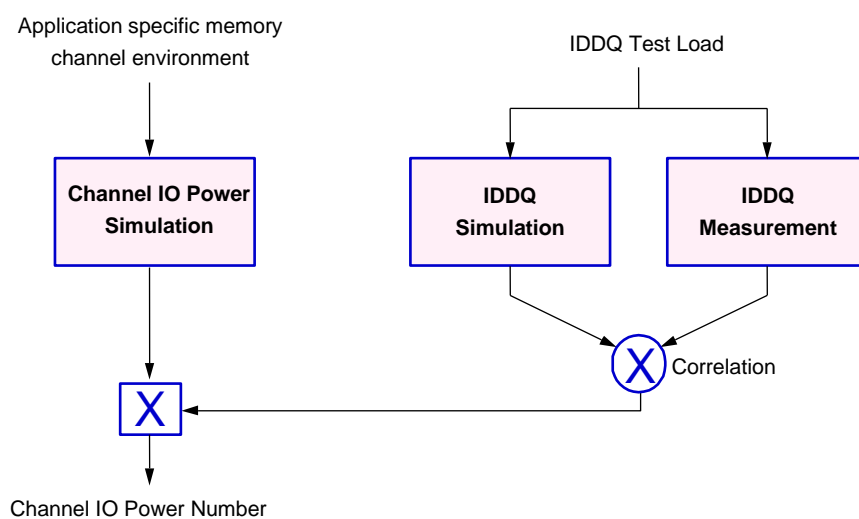 Application specific memory
channel environment
IDDQ Test Load
Channel IO Power
Simulation
IDDQ
Simulation
IDDQ
Measurement
X
Correlation
X
Channel IO Power Number